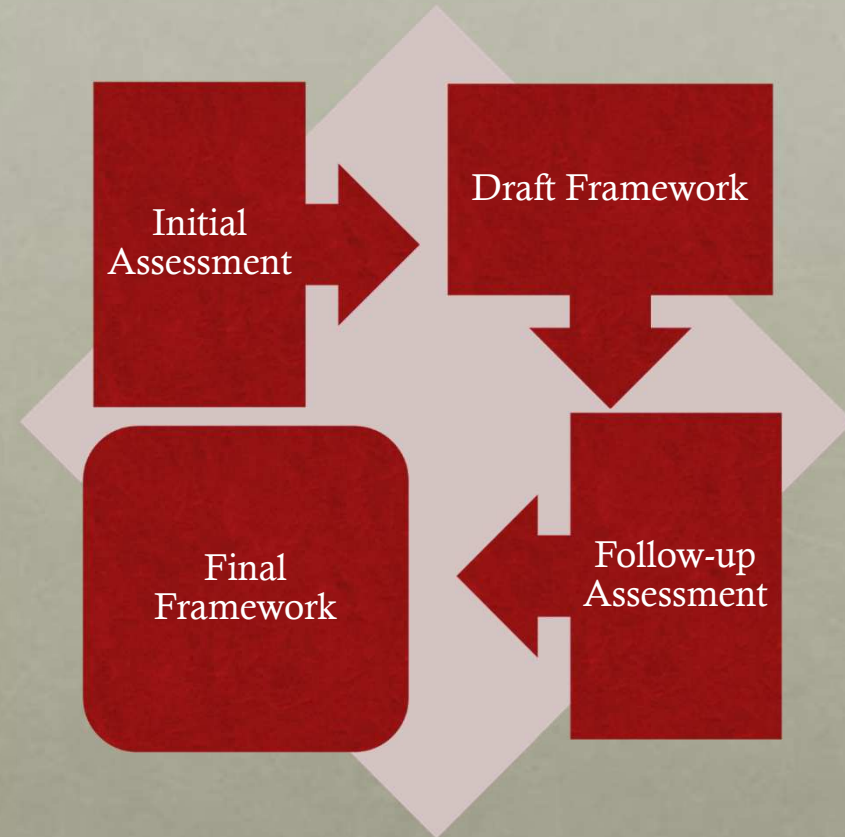 Initial
Assessment
Draft Framework
Follow-up
Assessment
Final
Framework